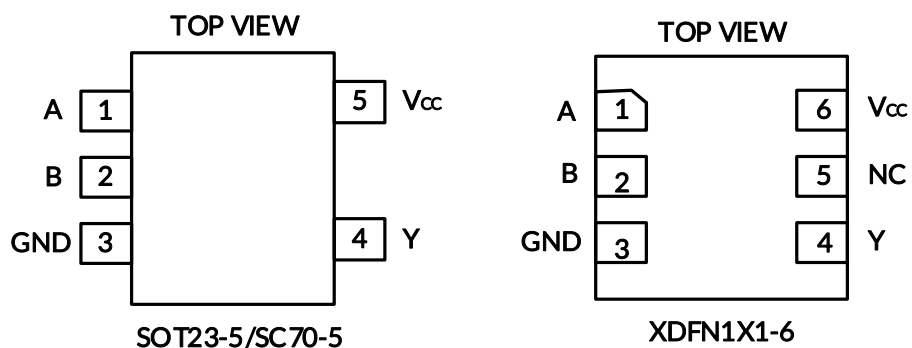 TOP VIEW
A 1 5 Vcc
B 2
GND 3 4 Y
SOT23-5/SC70-5
TOP VIEW
A 1 6 Vcc
B 2 5 NC
GND 3 4 Y
XDFN1X1-6